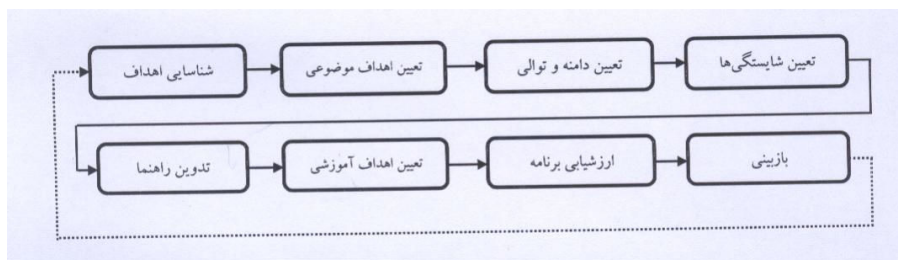 شناسایی اهداف
تعیین اهداف موضوعی
تعیین دامنه و توالی
تعیین شایستگی‌ها
تدوین راهنما
تعیین اهداف آموزشی
ارزشیابی برنامه
بازبینی